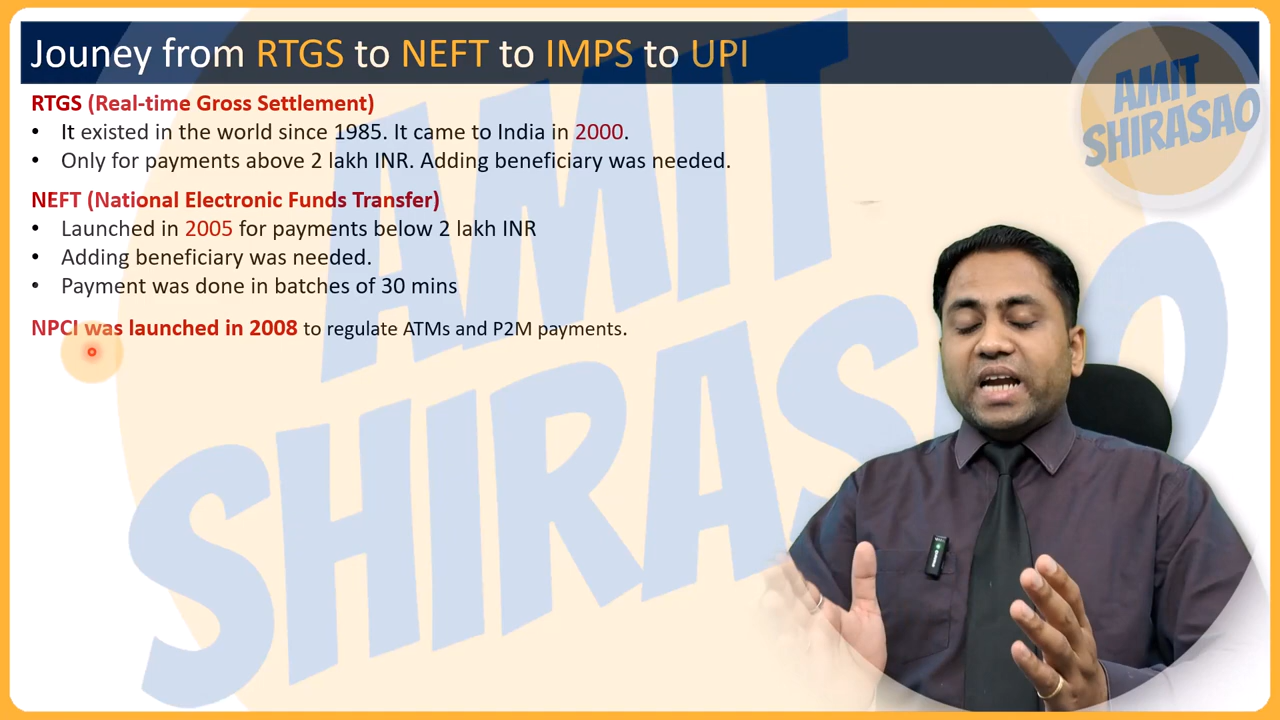 Jouney from RTGS to NEFT to IMPS to UPI
AMIT
SHIRASAO
RTGS (Real-time Gross Settlement)
• It existed in the world since 1985. It came to India in 2000.
• Only for payments above 2 lakh INR. Adding beneficiary was needed.
NEFT (National Electronic Funds Transfer)
• Launched in 2005 for payments below 2 lakh INR
• Adding beneficiary was needed.
• Payment was done in batches of 30 mins
NPCI was launched in 2008 to regulate ATMs and P2M payments.
AMIT
SHIRASAO